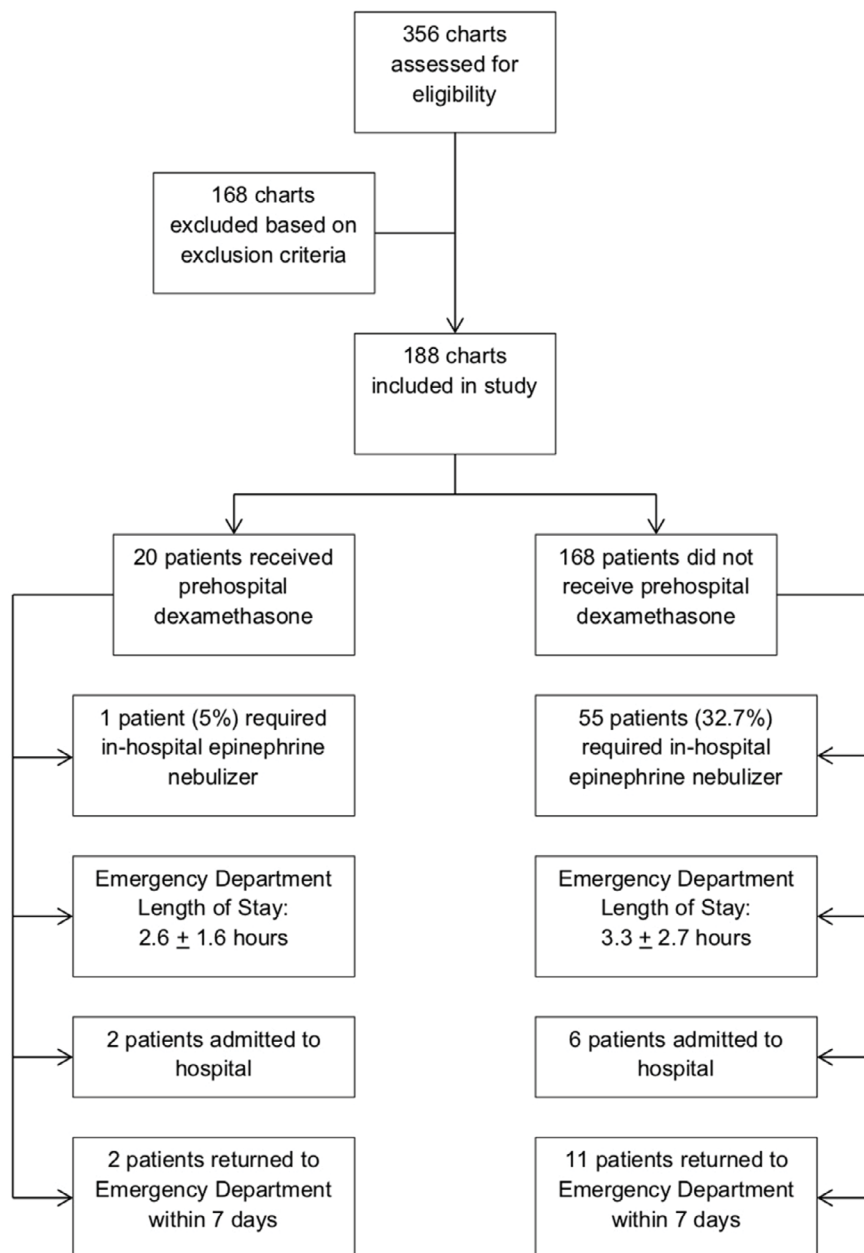 356 charts
assessed for
eligibility
168 charts
excluded based on
exclusion criteria
188 charts
included in study
20 patients received
prehospital
dexamethasone
168 patients did not
receive prehospital
dexamethasone
1 patient (5%) required
in-hospital epinephrine
nebulizer
55 patients (32.7%)
required in-hospital
epinephrine nebulizer
Emergency Department
Length of Stay:
2.6 ± 1.6 hours
Emergency Department
Length of Stay:
3.3 ± 2.7 hours
2 patients admitted to
hospital
6 patients admitted to
hospital
2 patients returned to
Emergency Department
within 7 days
11 patients returned to
Emergency Department
within 7 days